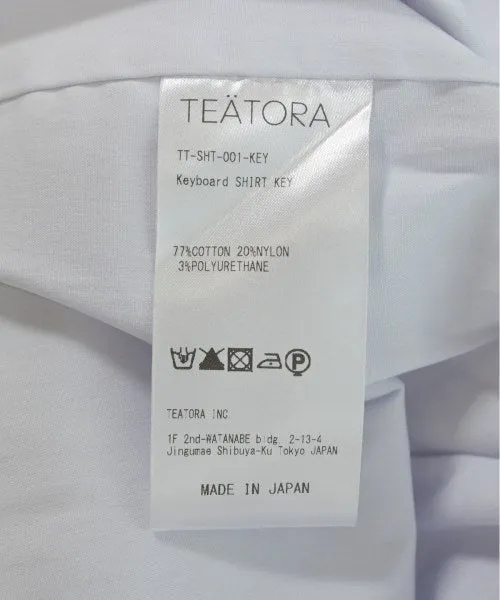 TEÄTORA
TT-SHT-001-KEY
Keyboard SHIRT KEY
77%COTTON 20%NYLON
3%POLYURETHANE
P
TEATORA INC.
1F 2nd-WATANABE bldg. 2-13-4
Jingumae Shibuya-Ku Tokyo JAPAN
MADE IN JAPAN